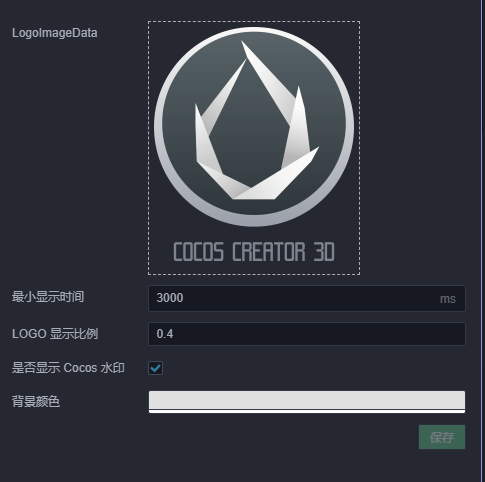 LogoImageData
COCOS CREATOR 3D
最小显示时间
3000
ms
LOGO 显示比例
0.4
是否显示 Cocos 水印
背景颜色
保存